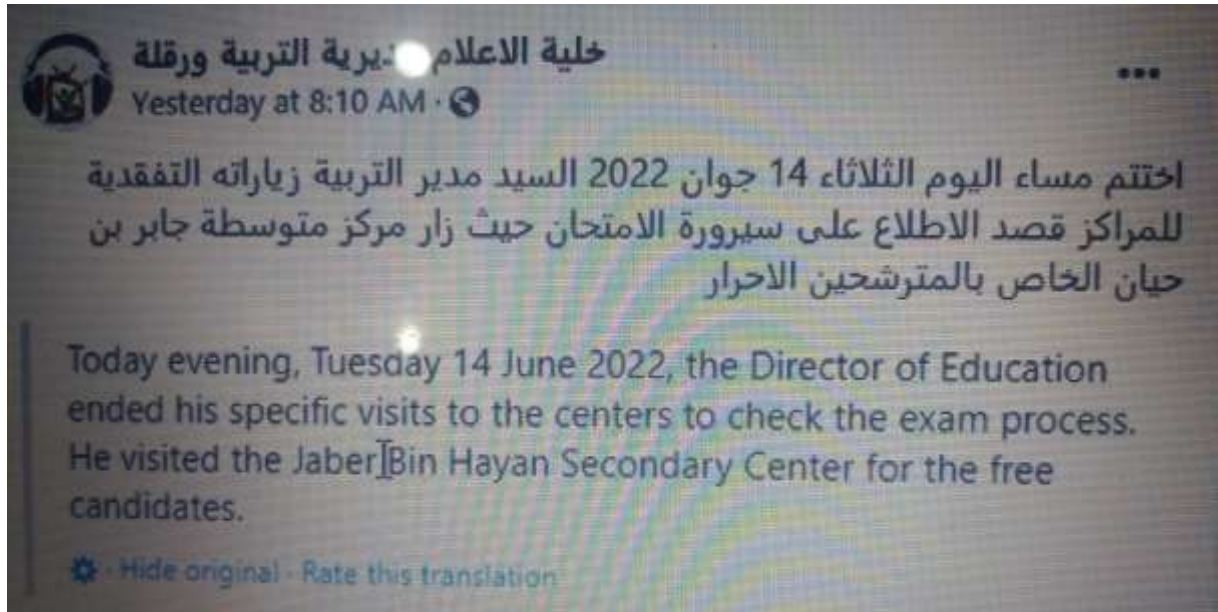 خلية الاعلام ديرية التربية ورقلة
Yesterday at 8:10 AM ·
اختتم مساء اليوم الثلاثاء 14 جوان 2022 السيد مدير التربية زياراته التفقدية
للمراكز قصد الاطلاع على سيرورة الامتحان حيث زار مركز متوسطة جابر بن
حيان الخاص بالمترشحين الاحرار
Today evening, Tuesday 14 June 2022, the Director of Education
ended his specific visits to the centers to check the exam process.
He visited the Jaber Bin Hayan Secondary Center for the free
candidates.
· Hide original · Rate this translation